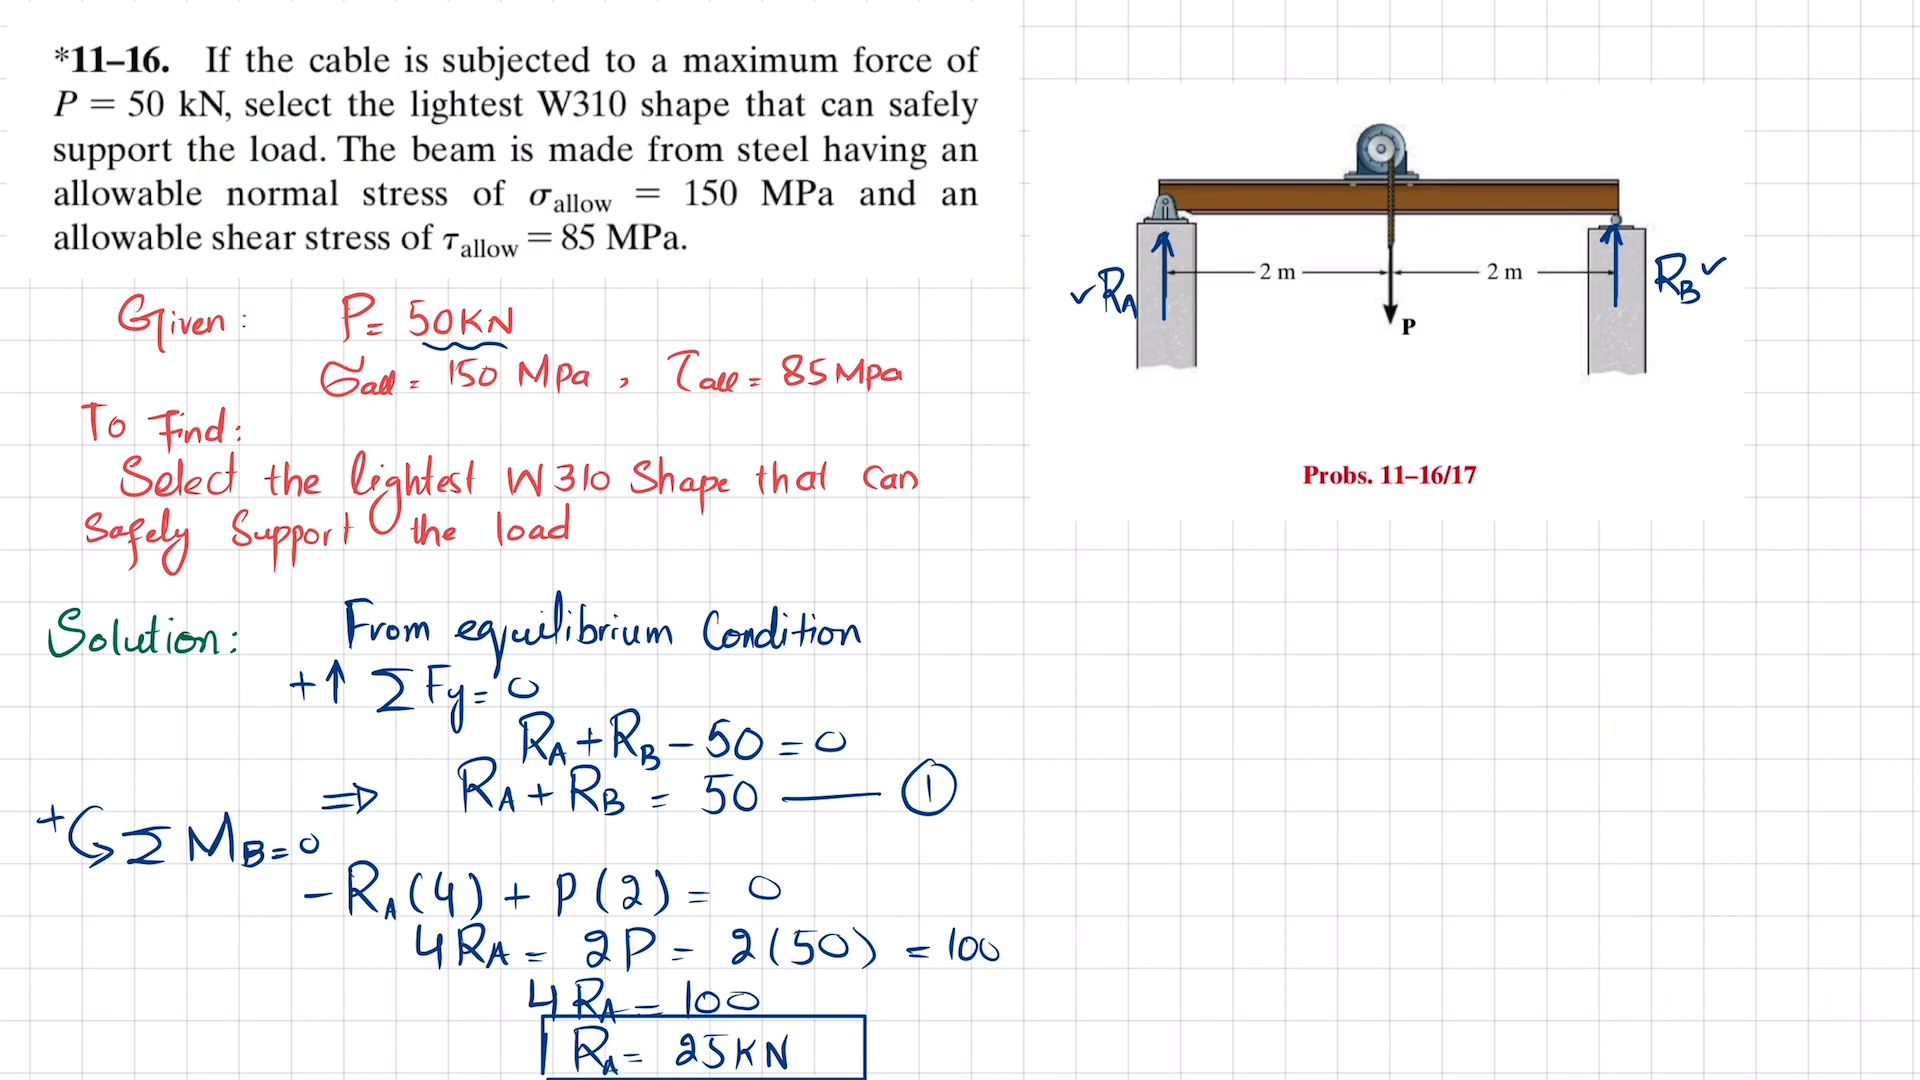 *11–16. If the cable is subjected to a maximum force of
P = 50 kN, select the lightest W310 shape that can safely
support the load. The beam is made from steel having an
allowable normal stress of σallow = 150 MPa and an
allowable shear stress of τallow = 85 MPa.
2 m
2 m
P
✓RA
RB✓
Probs. 11–16/17
Given: P= 50KN
σall = 150 Mpa , τall = 85Mpa
To Find:
Select the lightest W310 Shape that can
Safely Support the load
Solution: From equilibrium Condition
+↑ ΣFy=0
RA+RB-50=0
⇒ RA+RB = 50 —— ①
+↺ ΣMB=0
-RA(4) + P(2) = 0
4RA = 2P = 2(50) = 100
4RA = 100
RA = 25KN